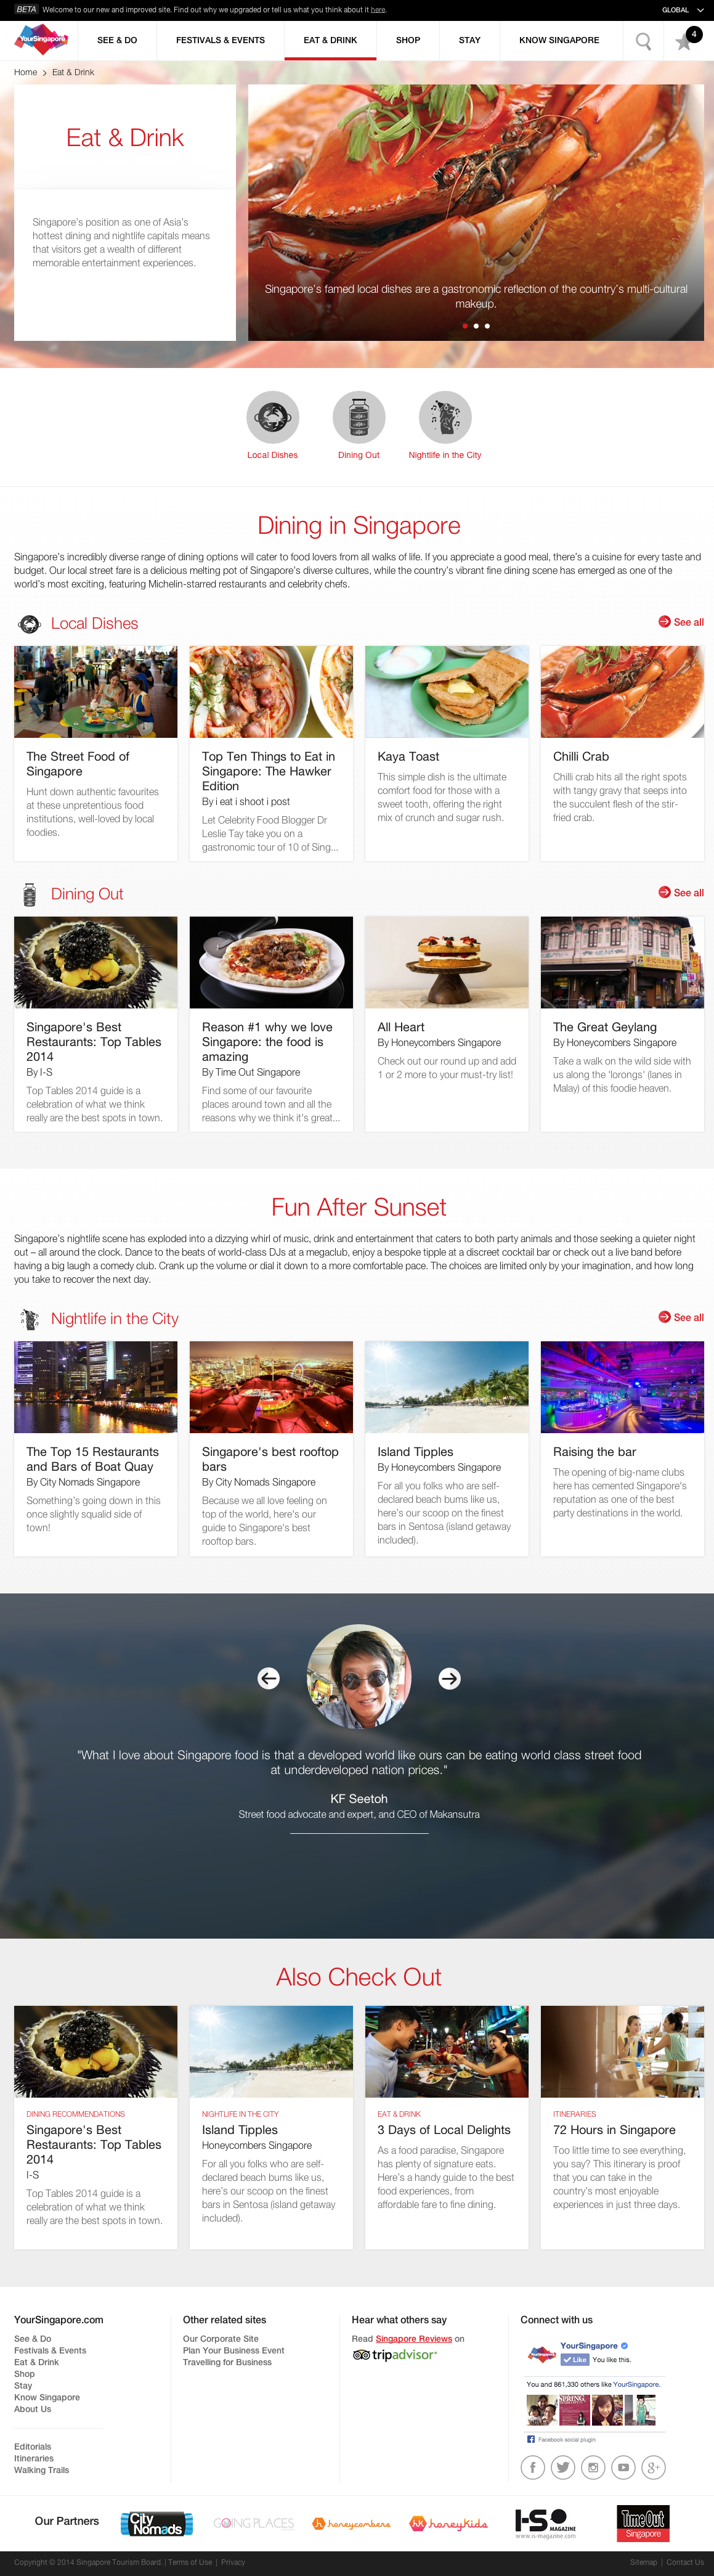 BETA Welcome to our new and improved site. Find out why we upgraded or tell us what you think about it here.
GLOBAL
YourSingapore
SEE & DO
FESTIVALS & EVENTS
EAT & DRINK
SHOP
STAY
KNOW SINGAPORE
4
Home > Eat & Drink
Eat & Drink
Singapore's position as one of Asia's
hottest dining and nightlife capitals means
that visitors get a wealth of different
memorable entertainment experiences.
Singapore's famed local dishes are a gastronomic reflection of the country's multi-cultural
makeup.
Local Dishes
Dining Out
Nightlife in the City
Dining in Singapore
Singapore's incredibly diverse range of dining options will cater to food lovers from all walks of life. If you appreciate a good meal, there's a cuisine for every taste and
budget. Our local street fare is a delicious melting pot of Singapore's diverse cultures, while the country's vibrant fine dining scene has emerged as one of the
world's most exciting, featuring Michelin-starred restaurants and celebrity chefs.
Local Dishes
See all
The Street Food of
Singapore
Hunt down authentic favourites
at these unpretentious food
institutions, well-loved by local
foodies.
Top Ten Things to Eat in
Singapore: The Hawker
Edition
By i eat i shoot i post
Let Celebrity Food Blogger Dr
Leslie Tay take you on a
gastronomic tour of 10 of Sing...
Kaya Toast
This simple dish is the ultimate
comfort food for those with a
sweet tooth, offering the right
mix of crunch and sugar rush.
Chilli Crab
Chilli crab hits all the right spots
with tangy gravy that seeps into
the succulent flesh of the stir-
fried crab.
Dining Out
See all
Singapore's Best
Restaurants: Top Tables
2014
By I-S
Top Tables 2014 guide is a
celebration of what we think
really are the best spots in town.
Reason #1 why we love
Singapore: the food is
amazing
By Time Out Singapore
Find some of our favourite
places around town and all the
reasons why we think it's great...
All Heart
By Honeycombers Singapore
Check out our round up and add
1 or 2 more to your must-try list!
The Great Geylang
By Honeycombers Singapore
Take a walk on the wild side with
us along the 'lorongs' (lanes in
Malay) of this foodie heaven.
Fun After Sunset
Singapore's nightlife scene has exploded into a dizzying whirl of music, drink and entertainment that caters to both party animals and those seeking a quieter night
out – all around the clock. Dance to the beats of world-class DJs at a megaclub, enjoy a bespoke tipple at a discreet cocktail bar or check out a live band before
having a big laugh a comedy club. Crank up the volume or dial it down to a more comfortable pace. The choices are limited only by your imagination, and how long
you take to recover the next day.
Nightlife in the City
See all
The Top 15 Restaurants
and Bars of Boat Quay
By City Nomads Singapore
Something's going down in this
once slightly squalid side of
town!
Singapore's best rooftop
bars
By City Nomads Singapore
Because we all love feeling on
top of the world, here's our
guide to Singapore's best
rooftop bars.
Island Tipples
By Honeycombers Singapore
For all you folks who are self-
declared beach bums like us,
here's our scoop on the finest
bars in Sentosa (island getaway
included).
Raising the bar
The opening of big-name clubs
here has cemented Singapore's
reputation as one of the best
party destinations in the world.
"What I love about Singapore food is that a developed world like ours can be eating world class street food
at underdeveloped nation prices."
KF Seetoh
Street food advocate and expert, and CEO of Makansutra
Also Check Out
DINING RECOMMENDATIONS
Singapore's Best
Restaurants: Top Tables
2014
I-S
Top Tables 2014 guide is a
celebration of what we think
really are the best spots in town.
NIGHTLIFE IN THE CITY
Island Tipples
Honeycombers Singapore
For all you folks who are self-
declared beach bums like us,
here's our scoop on the finest
bars in Sentosa (island getaway
included).
EAT & DRINK
3 Days of Local Delights
As a food paradise, Singapore
has plenty of signature eats.
Here's a handy guide to the best
food experiences, from
affordable fare to fine dining.
ITINERARIES
72 Hours in Singapore
Too little time to see everything,
you say? This itinerary is proof
that you can take in the
country's most enjoyable
experiences in just three days.
YourSingapore.com
See & Do
Festivals & Events
Eat & Drink
Shop
Stay
Know Singapore
About Us
Editorials
Itineraries
Walking Trails
Other related sites
Our Corporate Site
Plan Your Business Event
Travelling for Business
Hear what others say
Read Singapore Reviews on
tripadvisor
Connect with us
YourSingapore
Like You like this.
You and 861,330 others like YourSingapore.
SPRING
Facebook social plugin
Our Partners
City Nomads
GOING PLACES
honeycombers
honeyKids
I-S MAGAZINE
www.is-magazine.com
TimeOut
Singapore
Copyright © 2014 Singapore Tourism Board. | Terms of Use | Privacy
Sitemap | Contact Us